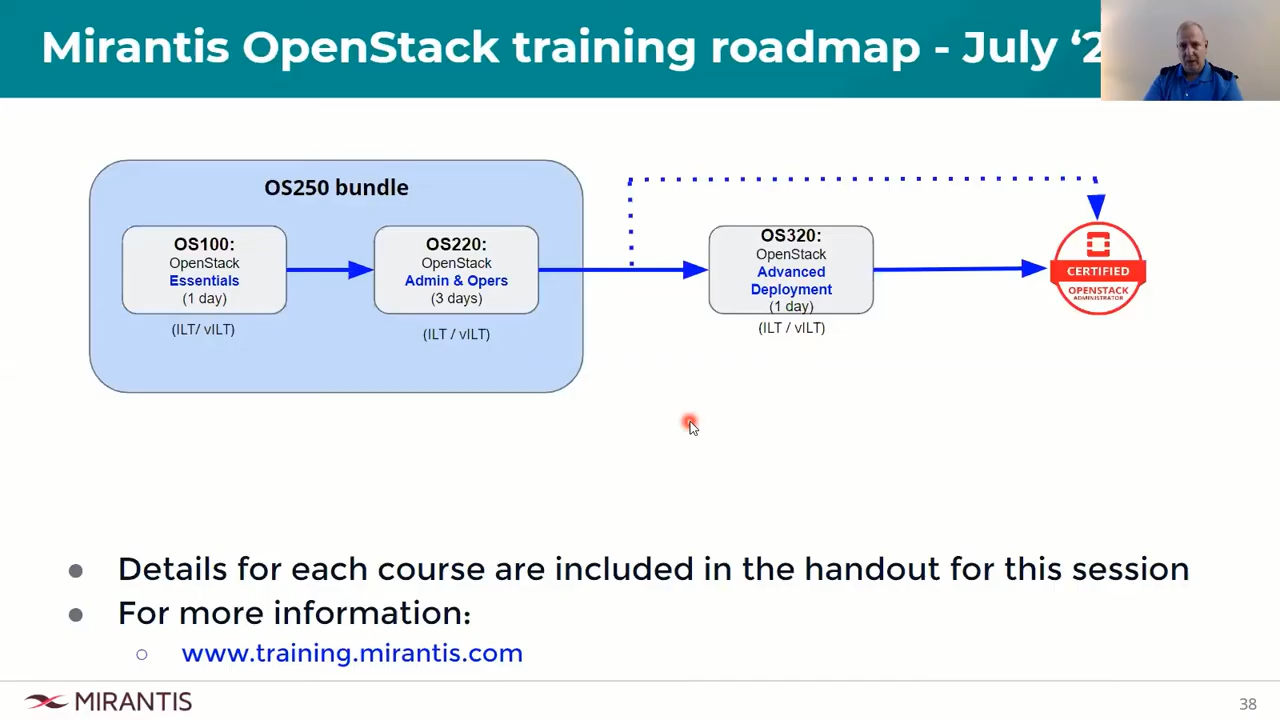 Mirantis OpenStack training roadmap - July ‘2
OS250 bundle
OS100:
OpenStack
Essentials
(1 day)
(ILT/ vILT)
OS220:
OpenStack
Admin & Opers
(3 days)
(ILT / vILT)
OS320:
OpenStack
Advanced
Deployment
(1 day)
(ILT / vILT)
CERTIFIED
OPENSTACK
ADMINISTRATOR
● Details for each course are included in the handout for this session
● For more information:
○ www.training.mirantis.com
MIRANTIS
38